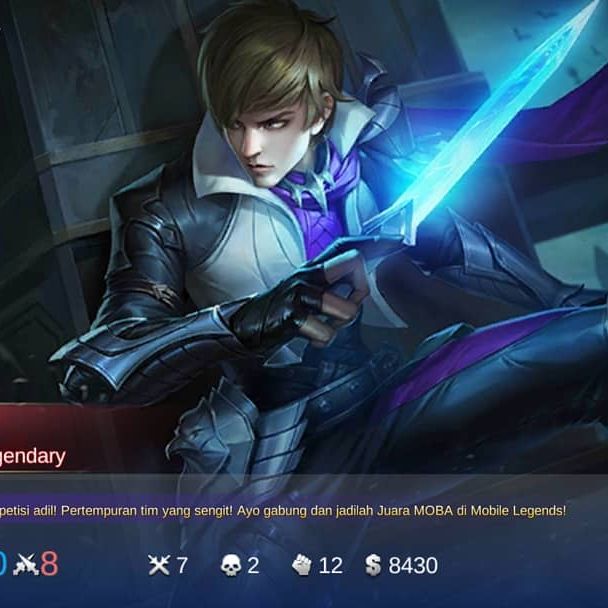 gendary
petisi adil! Pertempuran tim yang sengit! Ayo gabung dan jadilah Juara MOBA di Mobile Legends!
0 8 7 2 12 8430